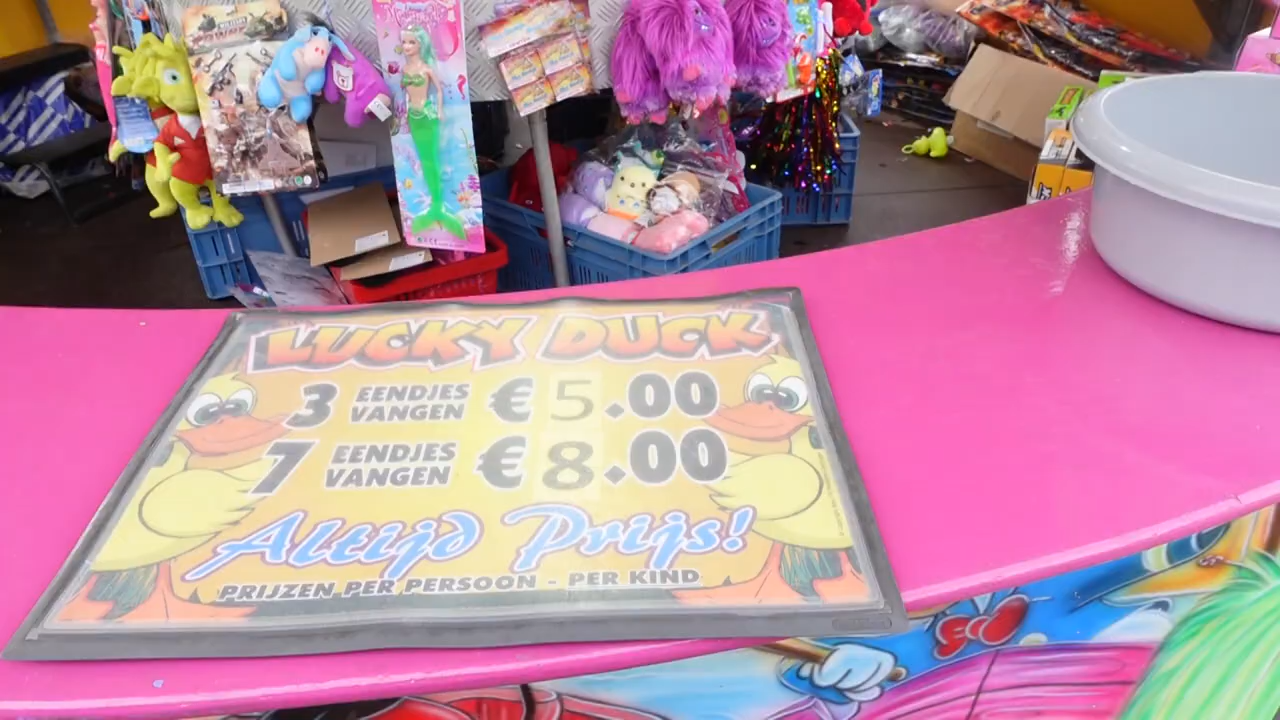 LUCKY DUCK
3 EENDJES VANGEN € 5.00
7 EENDJES VANGEN € 8.00
Altijd Prijs!
PRIJZEN PER PERSOON - PER KIND